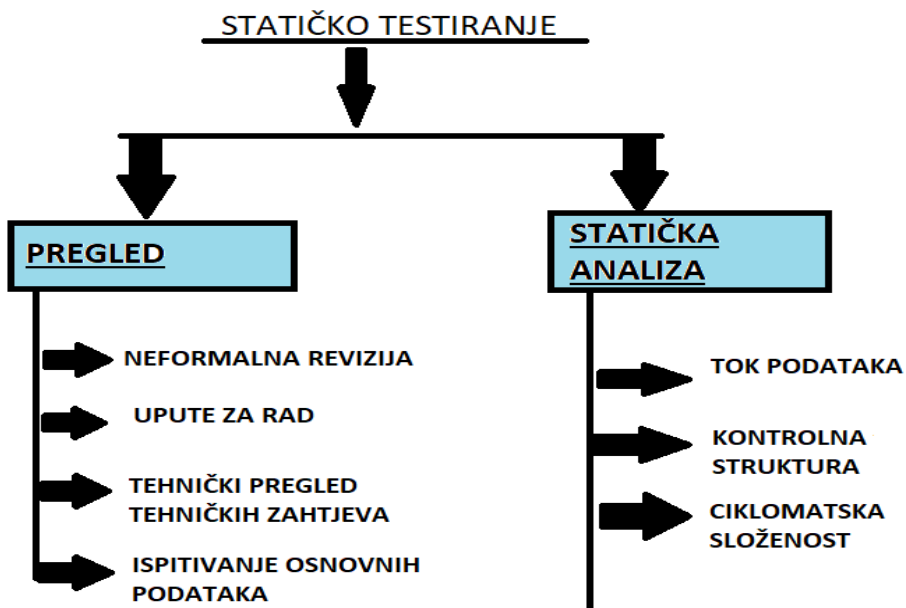 STATIČKO TESTIRANJE
PREGLED
NEFORMALNA REVIZIJA
UPUTE ZA RAD
TEHNIČKI PREGLED
TEHNIČKIH ZAHTJEVA
ISPITIVANJE OSNOVNIH
PODATAKA
STATIČKA
ANALIZA
TOK PODATAKA
KONTROLNA
STRUKTURA
CIKLOMATSKA
SLOŽENOST